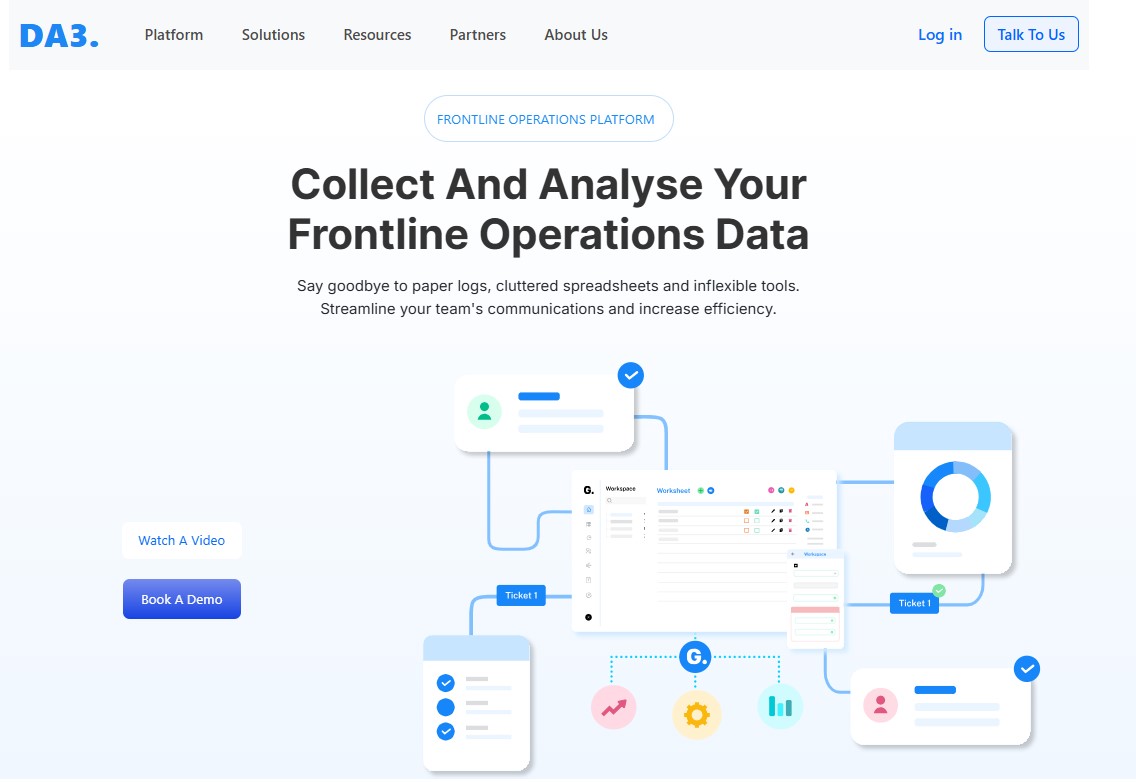 DA3.
Platform
Solutions
Resources
Partners
About Us
Log in
Talk To Us
FRONTLINE OPERATIONS PLATFORM
Collect And Analyse Your
Frontline Operations Data
Say goodbye to paper logs, cluttered spreadsheets and inflexible tools.
Streamline your team's communications and increase efficiency.
G.
Workspace
Worksheet
Watch A Video
Book A Demo
Workspace
Ticket 1
Ticket 1
G.